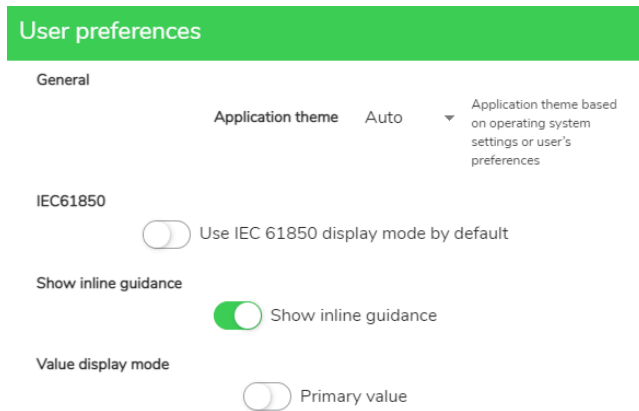 User preferences
General
Application theme Auto Application theme based
on operating system
settings or user's
preferences
IEC61850
Use IEC 61850 display mode by default
Show inline guidance
Show inline guidance
Value display mode
Primary value